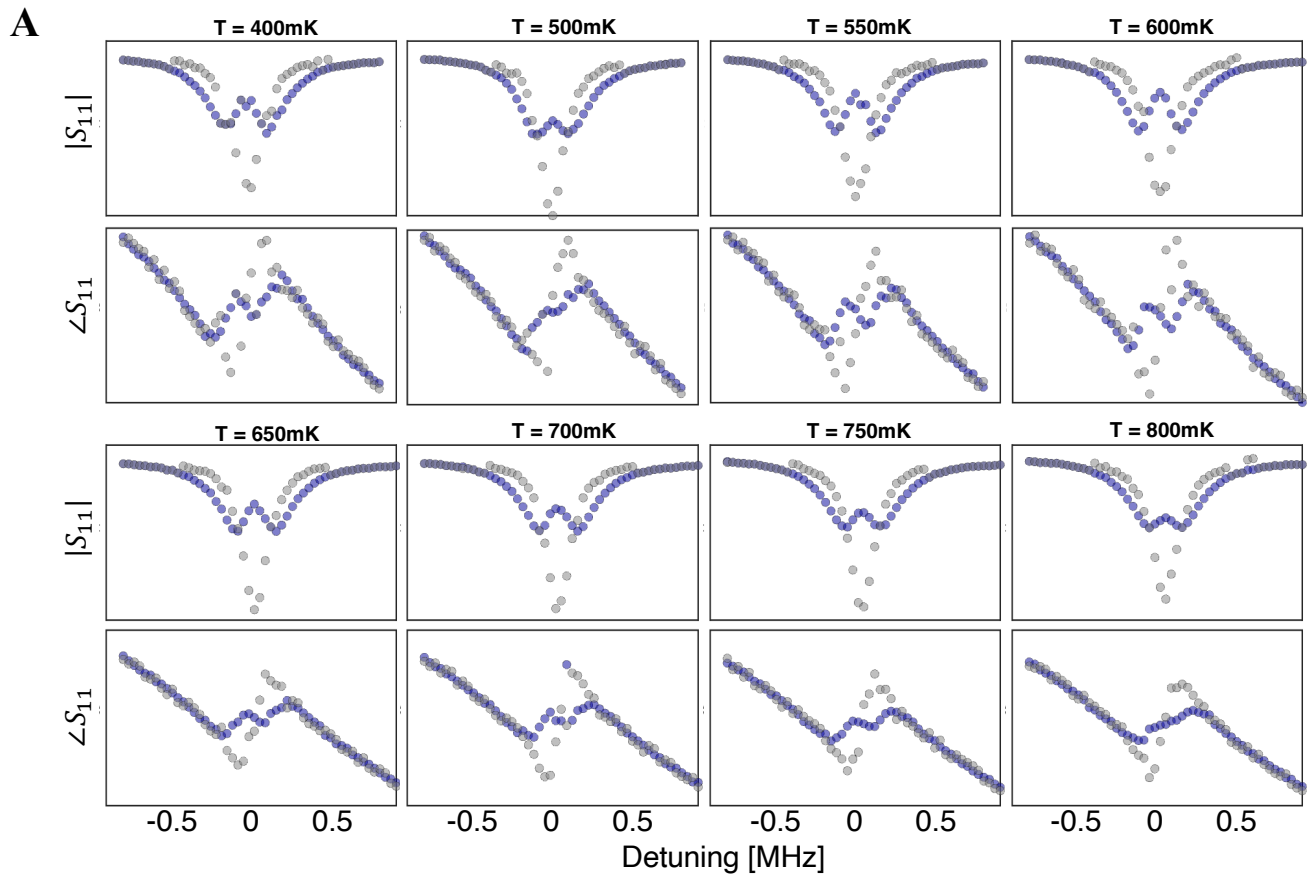 A
T = 400mK T = 500mK T = 550mK T = 600mK
|S₁₁|
∠S₁₁
T = 650mK T = 700mK T = 750mK T = 800mK
|S₁₁|
∠S₁₁
-0.5 0 0.5 -0.5 0 0.5 -0.5 0 0.5 -0.5 0 0.5
Detuning [MHz]